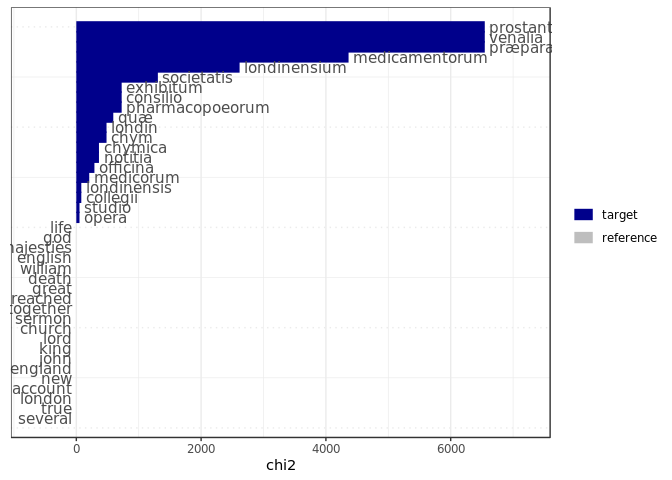 prostant
venalia
præpara
medicamentorum
londinensium
societatis
exhibitum
consilio
pharmacopoeorum
quæ
londin
chym
chymica
notitia
officina
medicorum
londinensis
collegii
studio
opera
life
god
majesties
english
william
death
great
reached
together
sermon
church
lord
king
john
england
new
account
london
true
several
0 2000 4000 6000
chi2
target
reference